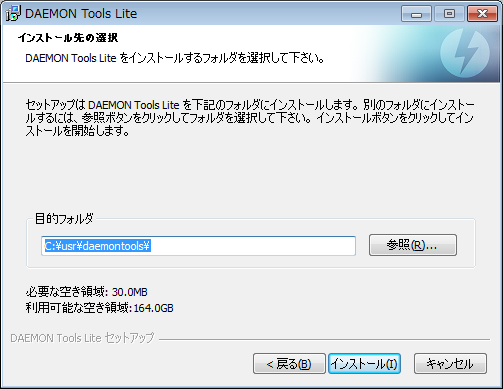 DAEMON Tools Lite
インストール先の選択
DAEMON Tools Lite をインストールするフォルダを選択して下さい。
セットアップは DAEMON Tools Lite を下記のフォルダにインストールします。別のフォルダにインストー
ルするには、参照ボタンをクリックしてフォルダを選択して下さい。インストールボタンをクリックしてイン
ストールを開始します。
目的フォルダ
C:¥usr¥daemontools¥
参照(R)...
必要な空き領域: 30.0MB
利用可能な空き領域:164.0GB
DAEMON Tools Lite セットアップ
< 戻る(B)
インストール(I)
キャンセル